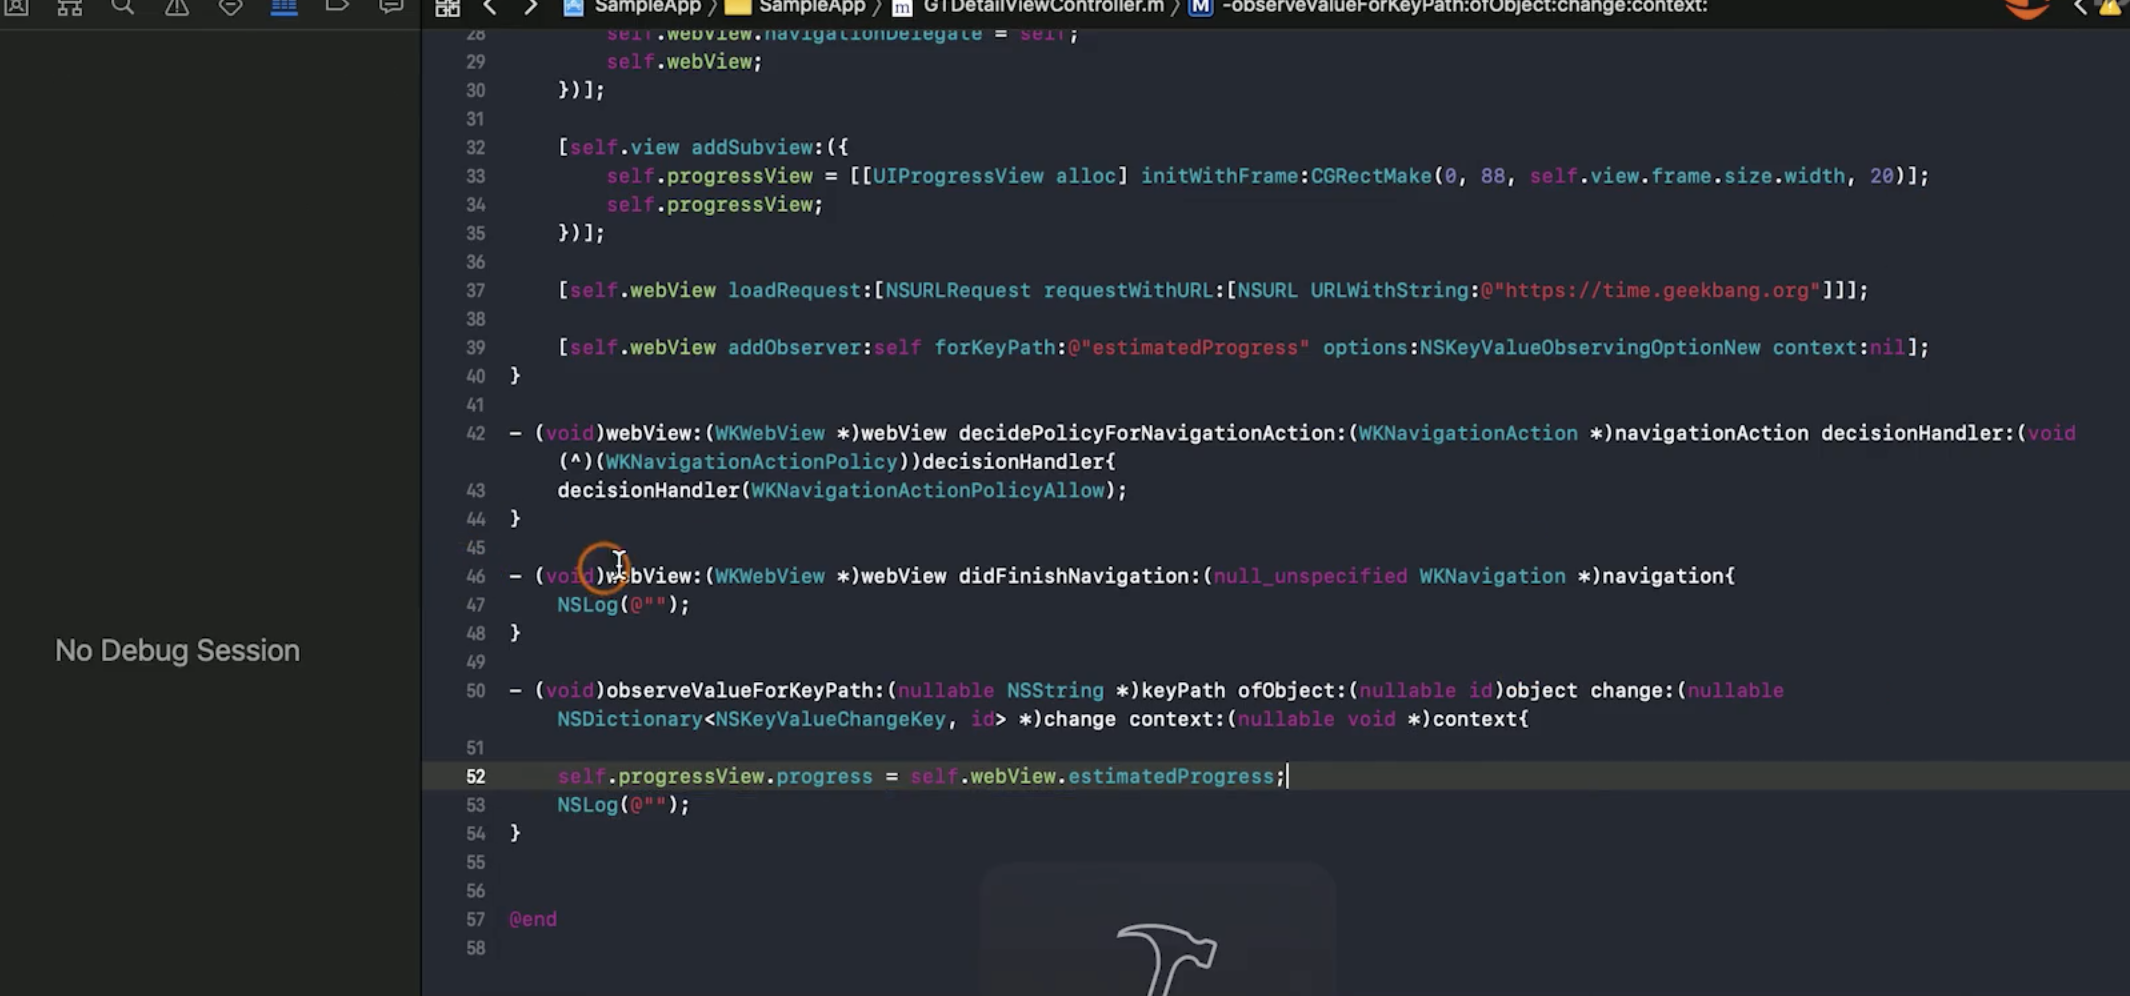 SampleApp 〉 SampleApp 〉 m GTDetailViewController.m 〉 M -observeValueForKeyPath:ofObject:change:context:
28 self.webView.navigationDelegate = self;
29 self.webView;
30 })];
31
32 [self.view addSubview:({
33 self.progressView = [[UIProgressView alloc] initWithFrame:CGRectMake(0, 88, self.view.frame.size.width, 20)];
34 self.progressView;
35 })];
36
37 [self.webView loadRequest:[NSURLRequest requestWithURL:[NSURL URLWithString:@"https://time.geekbang.org"]]];
38
39 [self.webView addObserver:self forKeyPath:@"estimatedProgress" options:NSKeyValueObservingOptionNew context:nil];
40 }
41
42 - (void)webView:(WKWebView *)webView decidePolicyForNavigationAction:(WKNavigationAction *)navigationAction decisionHandler:(void
(^)(WKNavigationActionPolicy))decisionHandler{
43 decisionHandler(WKNavigationActionPolicyAllow);
44 }
45
46 - (void)webView:(WKWebView *)webView didFinishNavigation:(null_unspecified WKNavigation *)navigation{
47 NSLog(@"");
48 }
49
50 - (void)observeValueForKeyPath:(nullable NSString *)keyPath ofObject:(nullable id)object change:(nullable
NSDictionary<NSKeyValueChangeKey, id> *)change context:(nullable void *)context{
51
52 self.progressView.progress = self.webView.estimatedProgress;
53 NSLog(@"");
54 }
55
56
57 @end
58
No Debug Session